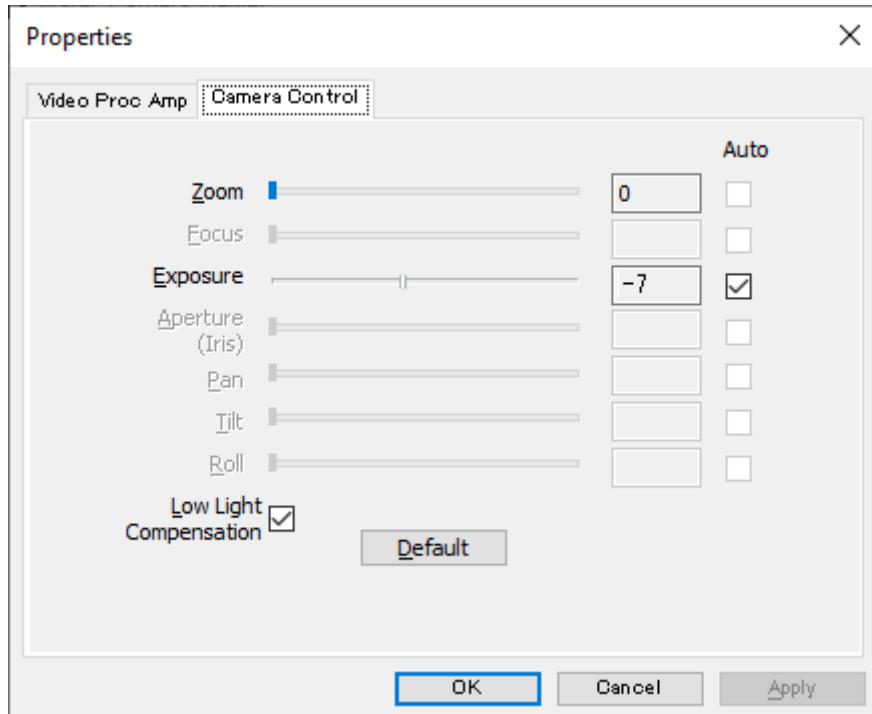 Properties
Video Proc Amp
Camera Control
Auto
Zoom
0
Focus
Exposure
-7
Aperture
(Iris)
Pan
Tilt
Roll
Low Light
Compensation
Default
OK
Cancel
Apply